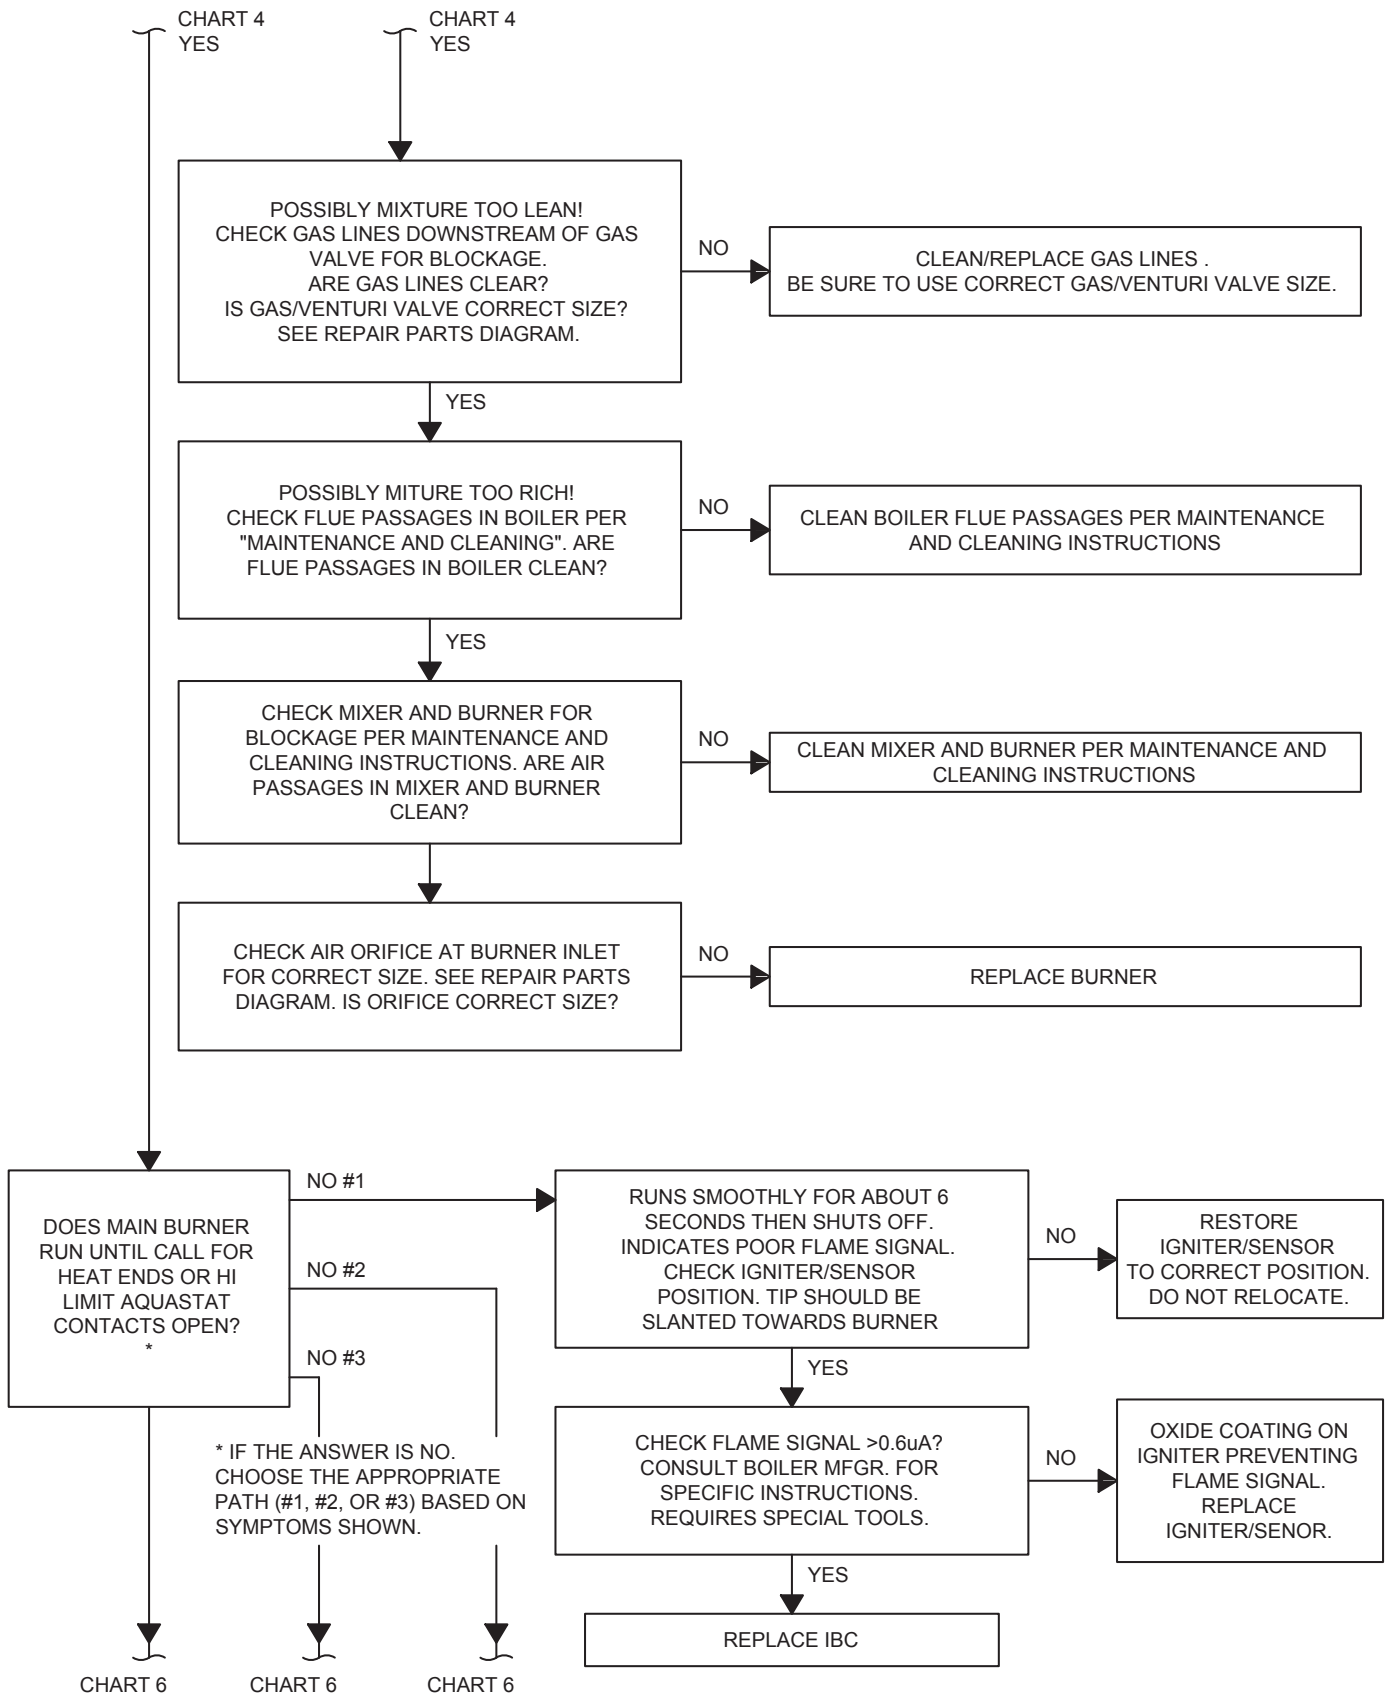 CHART 4
YES
CHART 4
YES
POSSIBLY MIXTURE TOO LEAN!
CHECK GAS LINES DOWNSTREAM OF GAS
VALVE FOR BLOCKAGE.
ARE GAS LINES CLEAR?
IS GAS/VENTURI VALVE CORRECT SIZE?
SEE REPAIR PARTS DIAGRAM.
NO
CLEAN/REPLACE GAS LINES .
BE SURE TO USE CORRECT GAS/VENTURI VALVE SIZE.
YES
POSSIBLY MITURE TOO RICH!
CHECK FLUE PASSAGES IN BOILER PER
"MAINTENANCE AND CLEANING". ARE
FLUE PASSAGES IN BOILER CLEAN?
NO
CLEAN BOILER FLUE PASSAGES PER MAINTENANCE
AND CLEANING INSTRUCTIONS
YES
CHECK MIXER AND BURNER FOR
BLOCKAGE PER MAINTENANCE AND
CLEANING INSTRUCTIONS. ARE AIR
PASSAGES IN MIXER AND BURNER
CLEAN?
NO
CLEAN MIXER AND BURNER PER MAINTENANCE AND
CLEANING INSTRUCTIONS
CHECK AIR ORIFICE AT BURNER INLET
FOR CORRECT SIZE. SEE REPAIR PARTS
DIAGRAM. IS ORIFICE CORRECT SIZE?
NO
REPLACE BURNER
DOES MAIN BURNER
RUN UNTIL CALL FOR
HEAT ENDS OR HI
LIMIT AQUASTAT
CONTACTS OPEN?
*
NO #1
NO #2
NO #3
RUNS SMOOTHLY FOR ABOUT 6
SECONDS THEN SHUTS OFF.
INDICATES POOR FLAME SIGNAL.
CHECK IGNITER/SENSOR
POSITION. TIP SHOULD BE
SLANTED TOWARDS BURNER
NO
RESTORE
IGNITER/SENSOR
TO CORRECT POSITION.
DO NOT RELOCATE.
YES
* IF THE ANSWER IS NO.
CHOOSE THE APPROPRIATE
PATH (#1, #2, OR #3) BASED ON
SYMPTOMS SHOWN.
CHECK FLAME SIGNAL >0.6uA?
CONSULT BOILER MFGR. FOR
SPECIFIC INSTRUCTIONS.
REQUIRES SPECIAL TOOLS.
NO
OXIDE COATING ON
IGNITER PREVENTING
FLAME SIGNAL.
REPLACE
IGNITER/SENOR.
YES
REPLACE IBC
CHART 6
CHART 6
CHART 6